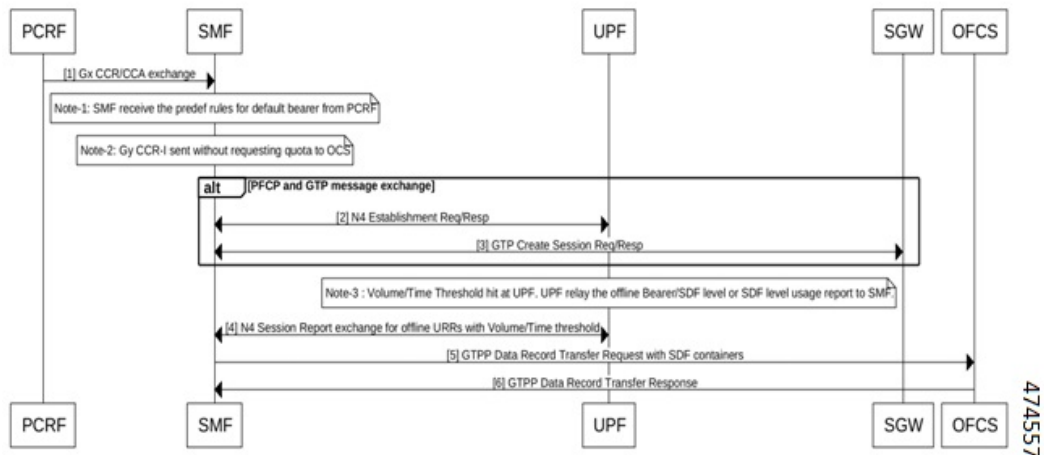 PCRF
SMF
UPF
SGW
OFCS
[1] Gx CCR/CCA exchange
Note-1: SMF receive the predef rules for default bearer from PCRF
Note-2: Gy CCR-I sent without requesting quota to OCS
alt
[PFCP and GTP message exchange]
[2] N4 Establishment Req/Resp
[3] GTP Create Session Req/Resp
Note-3 : Volume/Time Threshold hit at UPF. UPF relay the offline Bearer/SDF level or SDF level usage report to SMF.
[4] N4 Session Report exchange for offline URRs with Volume/Time threshold
[5] GTPP Data Record Transfer Request with SDF containers
[6] GTPP Data Record Transfer Response
PCRF
SMF
UPF
SGW
OFCS
474557